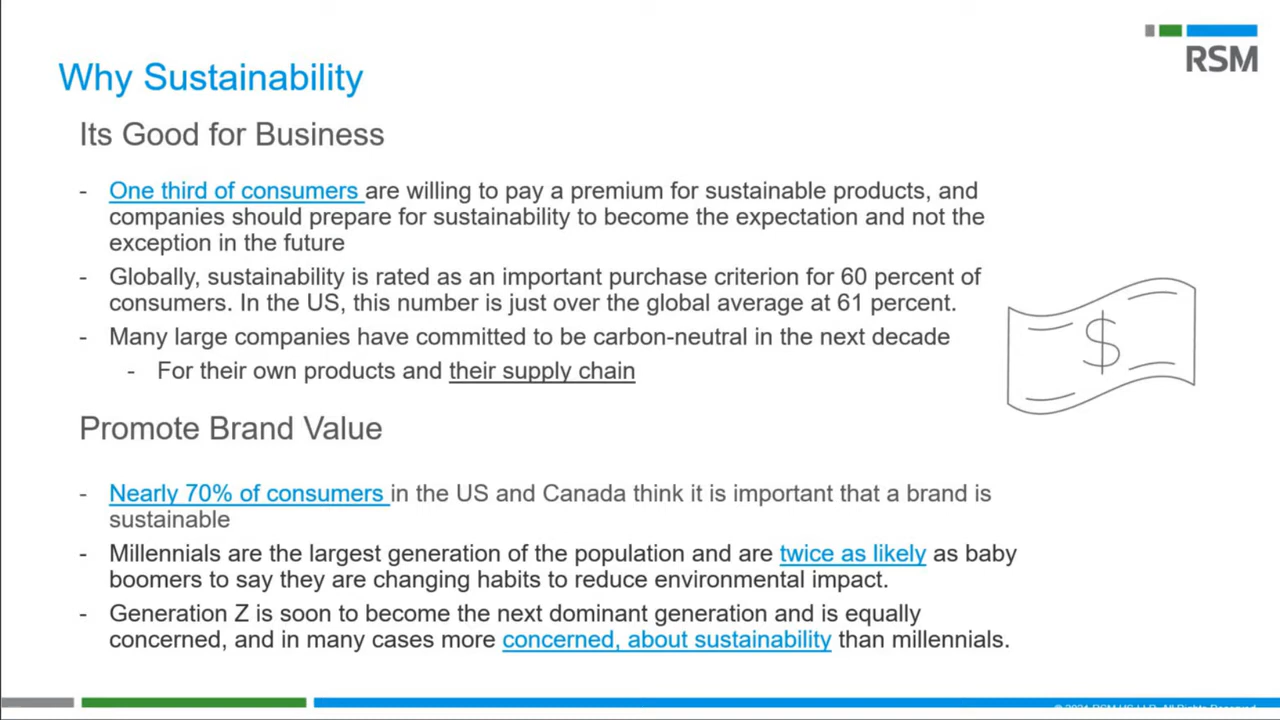 RSM
Why Sustainability
Its Good for Business
- One third of consumers are willing to pay a premium for sustainable products, and
companies should prepare for sustainability to become the expectation and not the
exception in the future
- Globally, sustainability is rated as an important purchase criterion for 60 percent of
consumers. In the US, this number is just over the global average at 61 percent.
- Many large companies have committed to be carbon-neutral in the next decade
- For their own products and their supply chain
$
Promote Brand Value
- Nearly 70% of consumers in the US and Canada think it is important that a brand is
sustainable
- Millennials are the largest generation of the population and are twice as likely as baby
boomers to say they are changing habits to reduce environmental impact.
- Generation Z is soon to become the next dominant generation and is equally
concerned, and in many cases more concerned, about sustainability than millennials.
© 2021 RSM US LLP. All Rights Reserved.